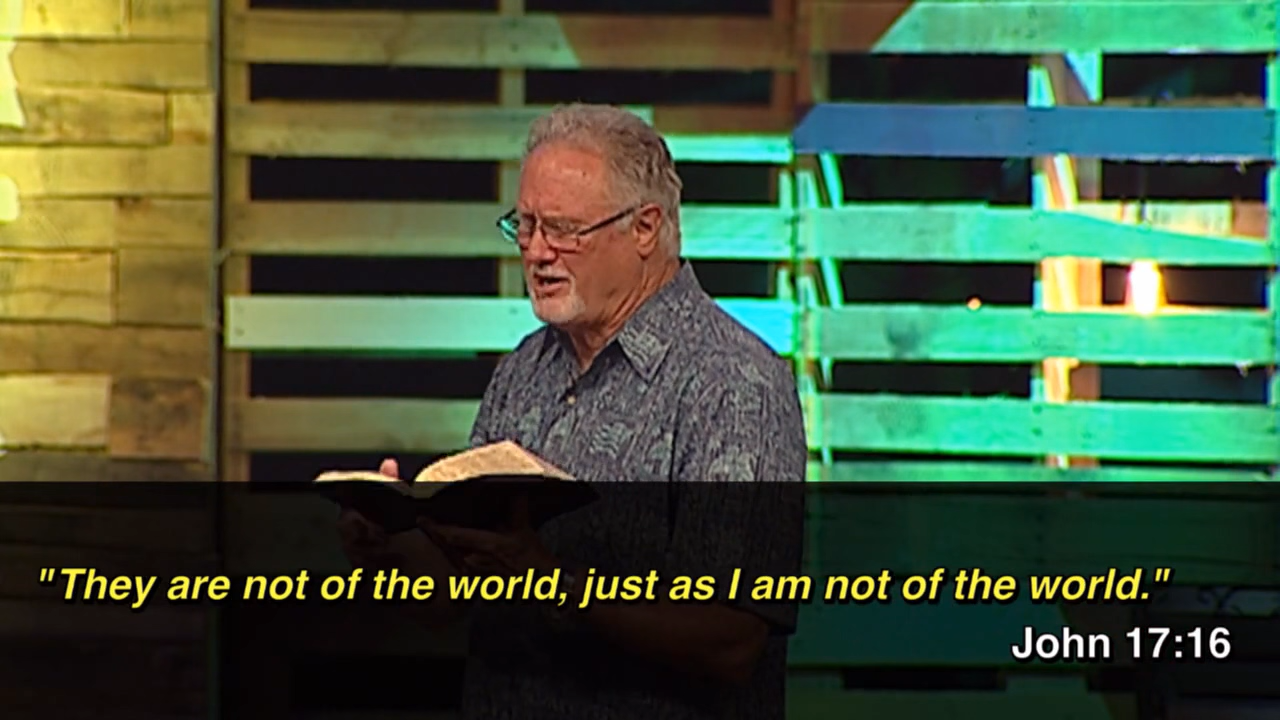 "They are not of the world, just as I am not of the world."
John 17:16